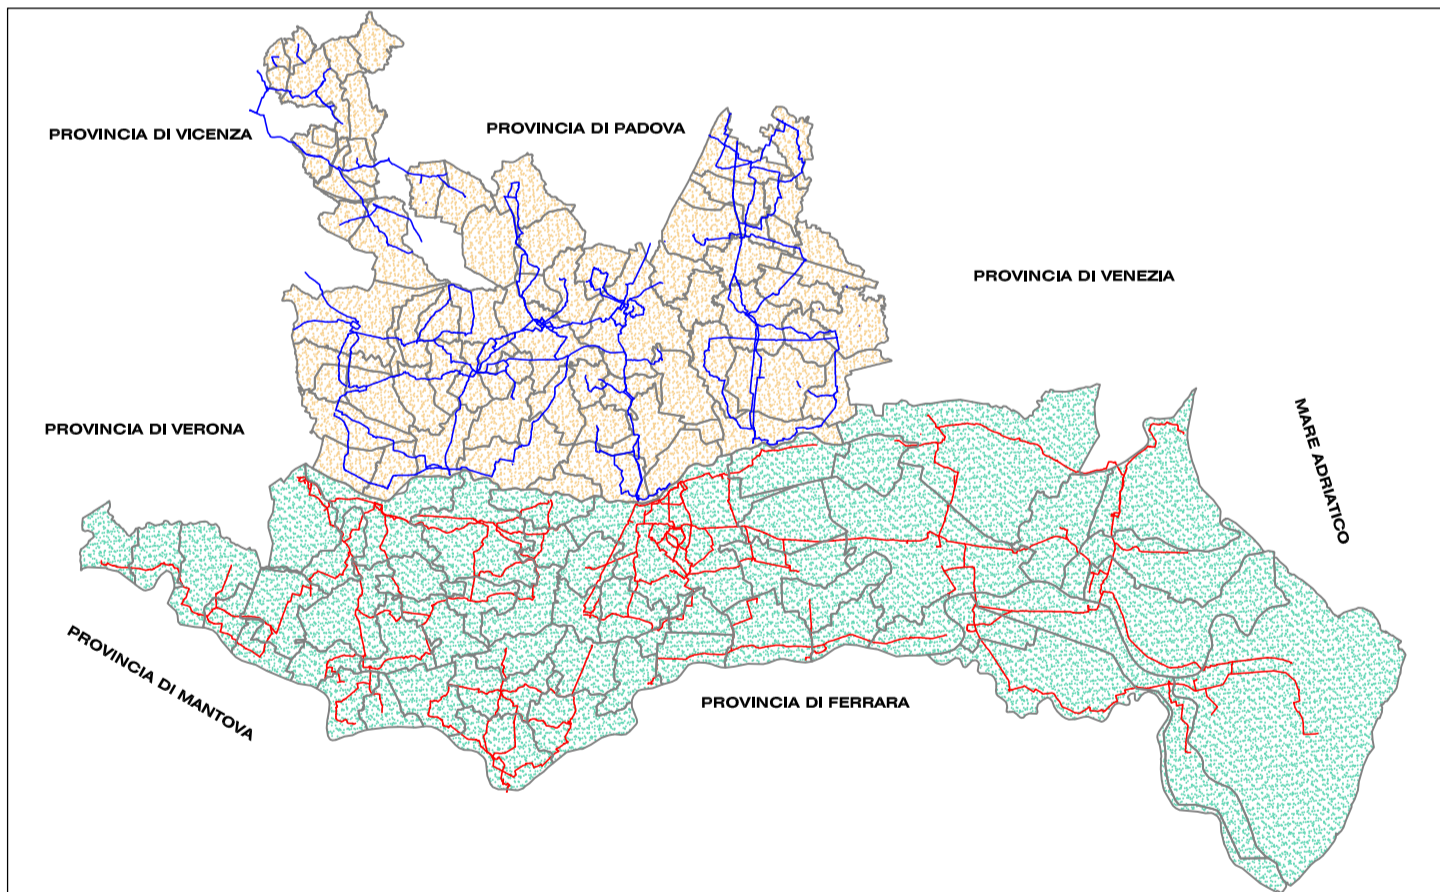 PROVINCIA DI VICENZA
PROVINCIA DI PADOVA
PROVINCIA DI VENEZIA
PROVINCIA DI VERONA
MARE ADRIATICO
PROVINCIA DI MANTOVA
PROVINCIA DI FERRARA